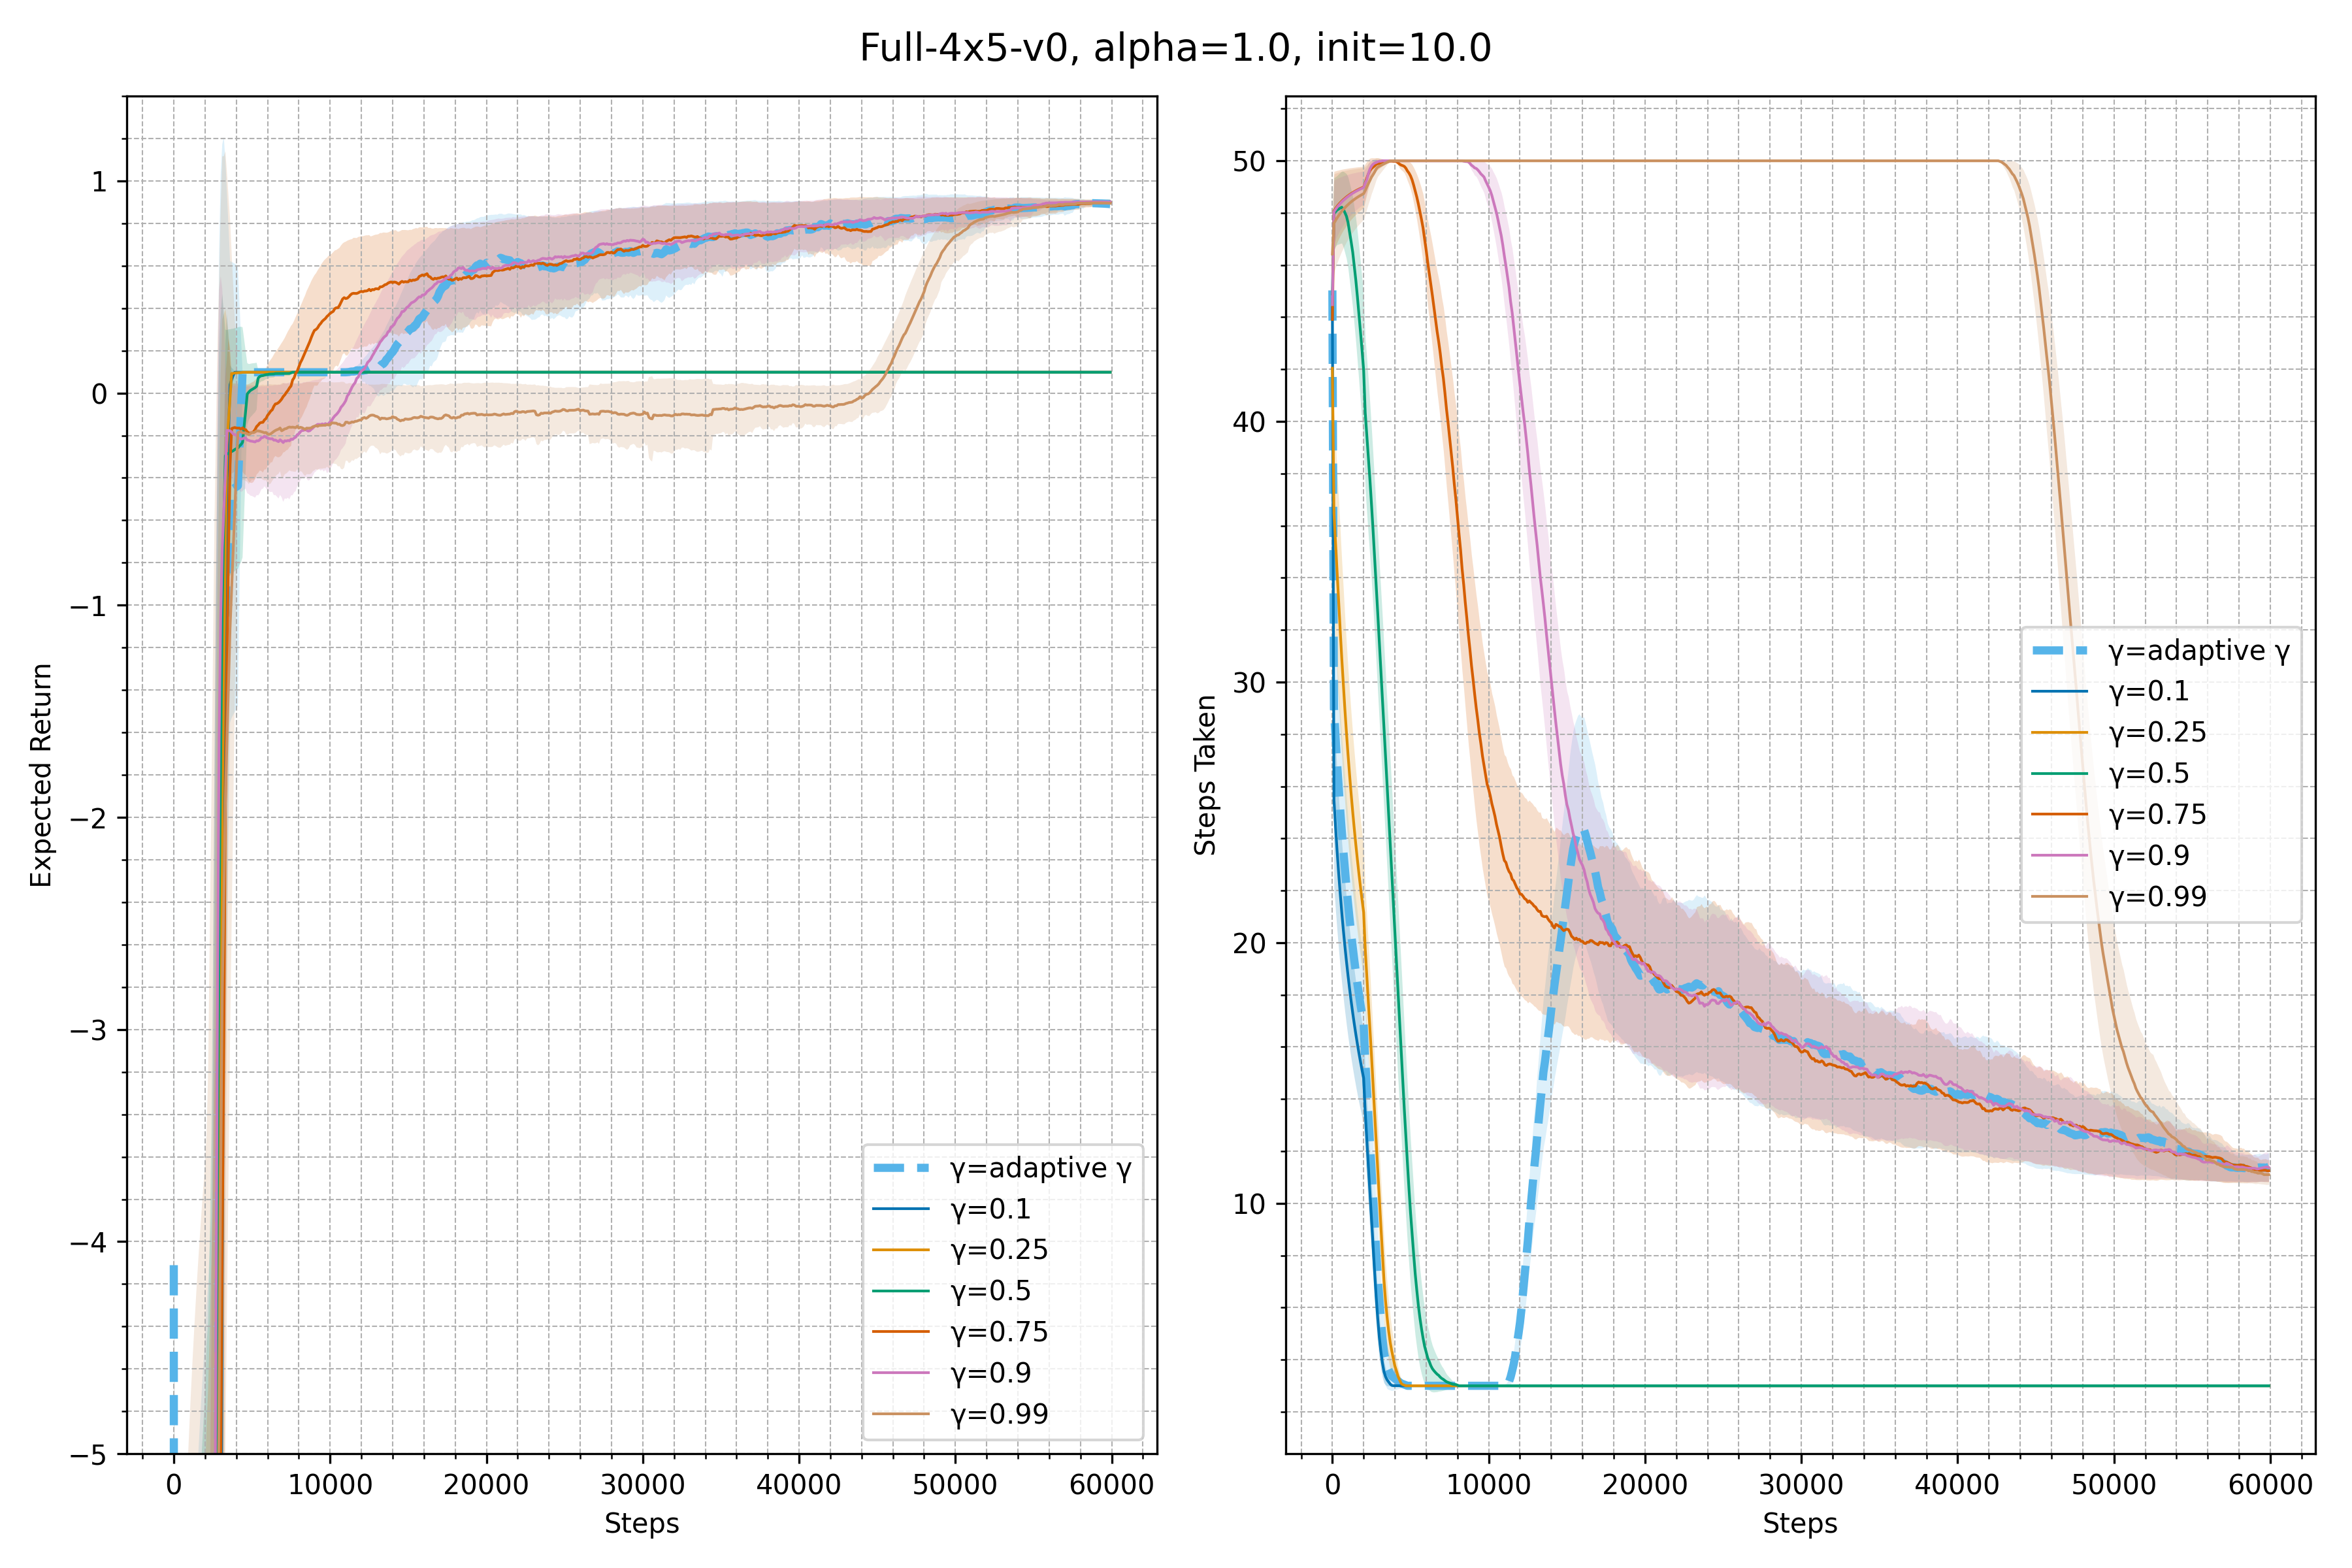 Full-4x5-v0, alpha=1.0, init=10.0
Expected Return
1
0
−1
−2
−3
−4
−5
0 10000 20000 30000 40000 50000 60000
Steps
γ=adaptive γ
γ=0.1
γ=0.25
γ=0.5
γ=0.75
γ=0.9
γ=0.99
Steps Taken
50
40
30
20
10
0 10000 20000 30000 40000 50000 60000
Steps
γ=adaptive γ
γ=0.1
γ=0.25
γ=0.5
γ=0.75
γ=0.9
γ=0.99